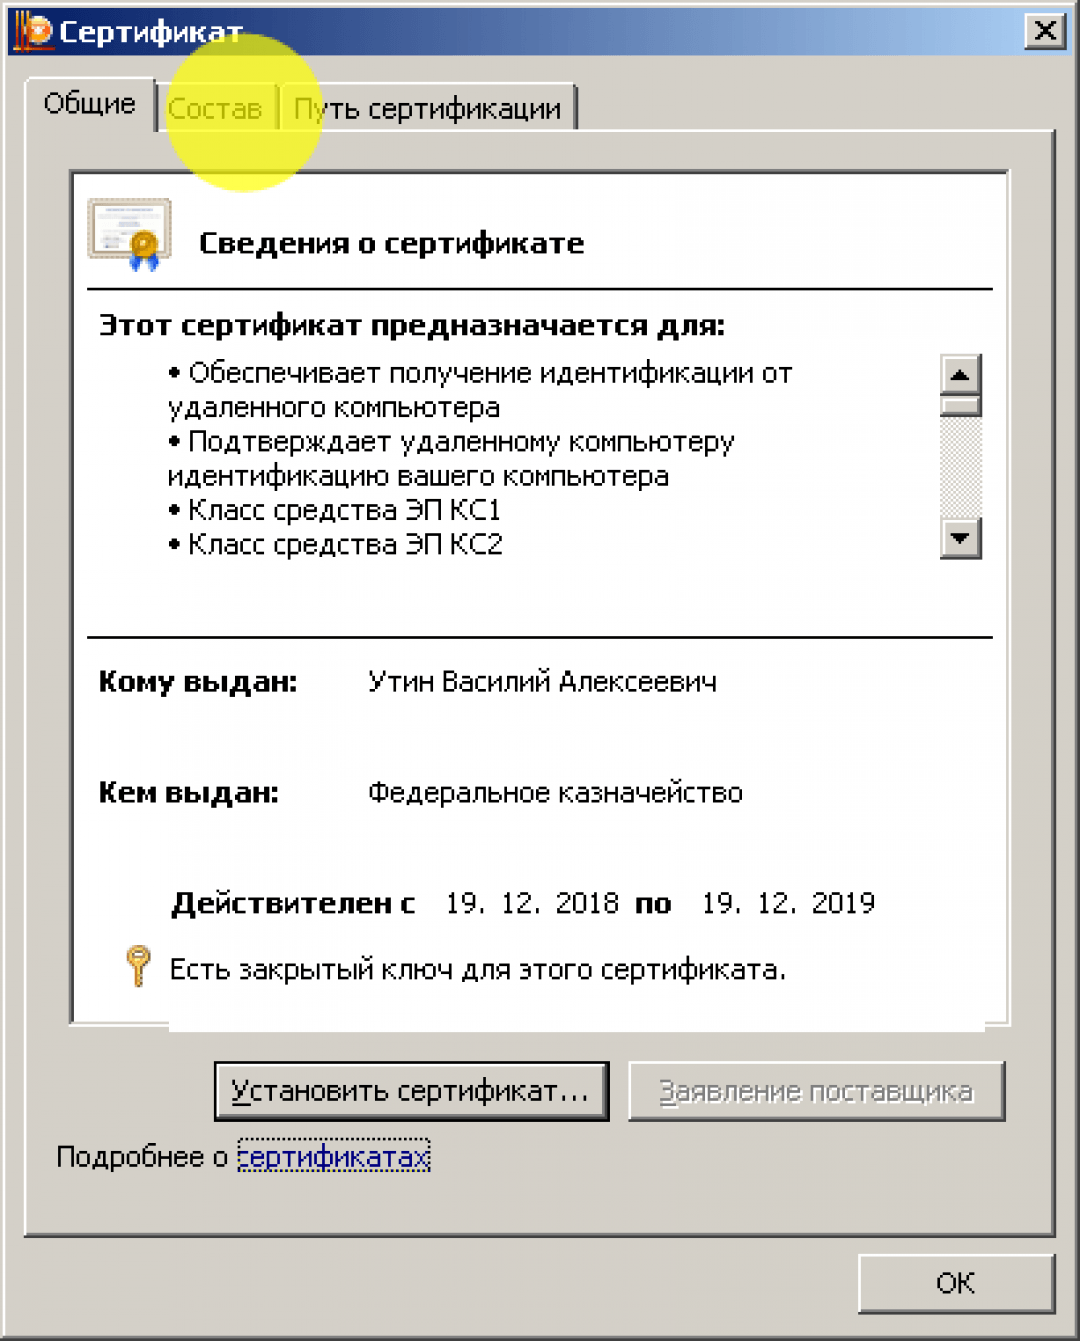 Сертификат
Общие Состав Путь сертификации
Сведения о сертификате
Этот сертификат предназначается для:
• Обеспечивает получение идентификации от
удаленного компьютера
• Подтверждает удаленному компьютеру
идентификацию вашего компьютера
• Класс средства ЭП КС1
• Класс средства ЭП КС2
Кому выдан: Утин Василий Алексеевич
Кем выдан: Федеральное казначейство
Действителен с 19. 12. 2018 по 19. 12. 2019
Есть закрытый ключ для этого сертификата.
Установить сертификат... Заявление поставщика
Подробнее о сертификатах
ОК